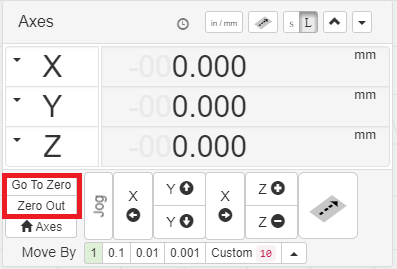 Axes in / mm s L
X -000.000 mm
Y -000.000 mm
Z -000.000 mm
Go To Zero
Zero Out
Axes
Jog
X
Y
Y
X
Z
Z
Move By 1 0.1 0.01 0.001 Custom 10